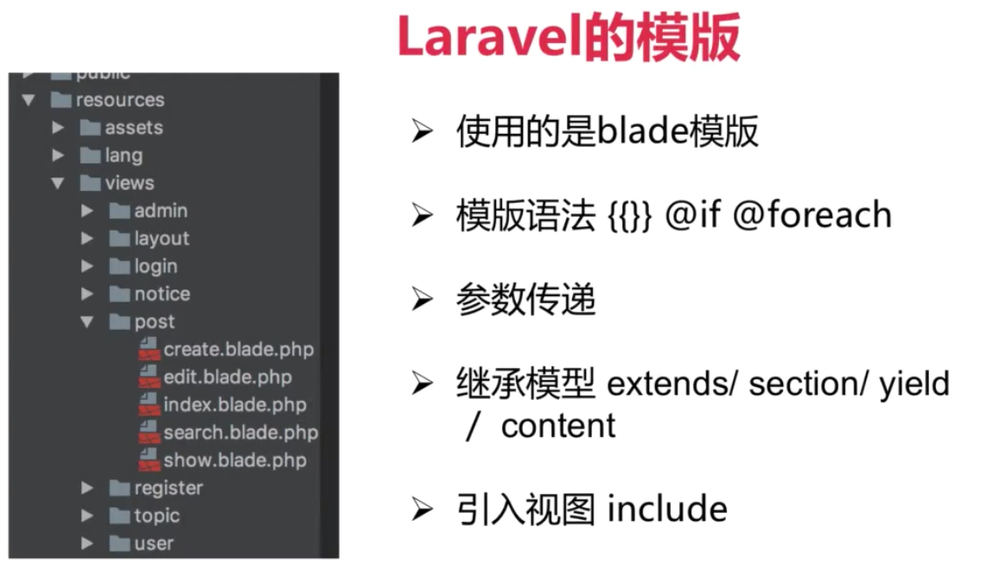 Laravel的模版
public
resources
assets
lang
views
admin
layout
login
notice
post
create.blade.php
edit.blade.php
index.blade.php
search.blade.php
show.blade.php
register
topic
user
➢ 使用的是blade模版
➢ 模版语法 {{}} @if @foreach
➢ 参数传递
➢ 继承模型 extends/ section/ yield
/ content
➢ 引入视图 include